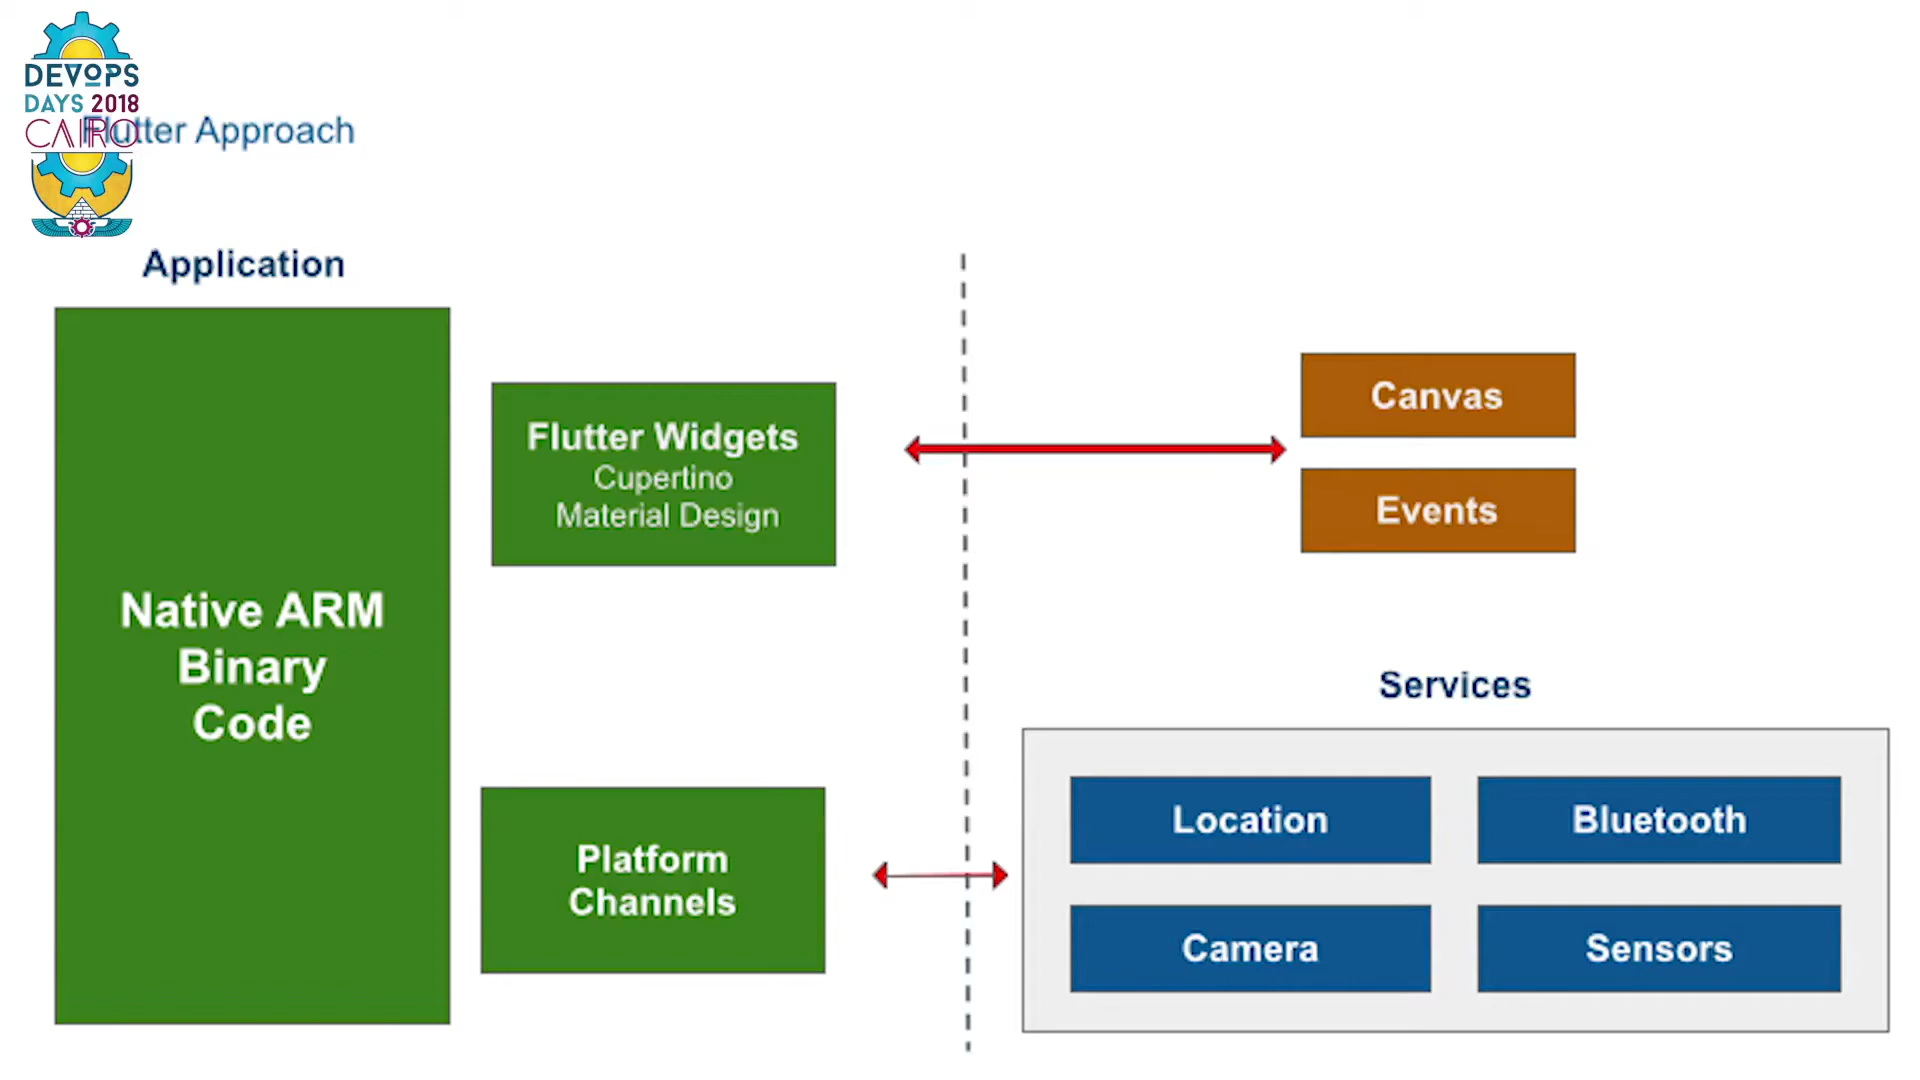 DEVOPS
DAYS 2018
CAIRO
Flutter Approach
Application
Native ARM
Binary
Code
Flutter Widgets
Cupertino
Material Design
Platform
Channels
Canvas
Events
Services
Location
Bluetooth
Camera
Sensors